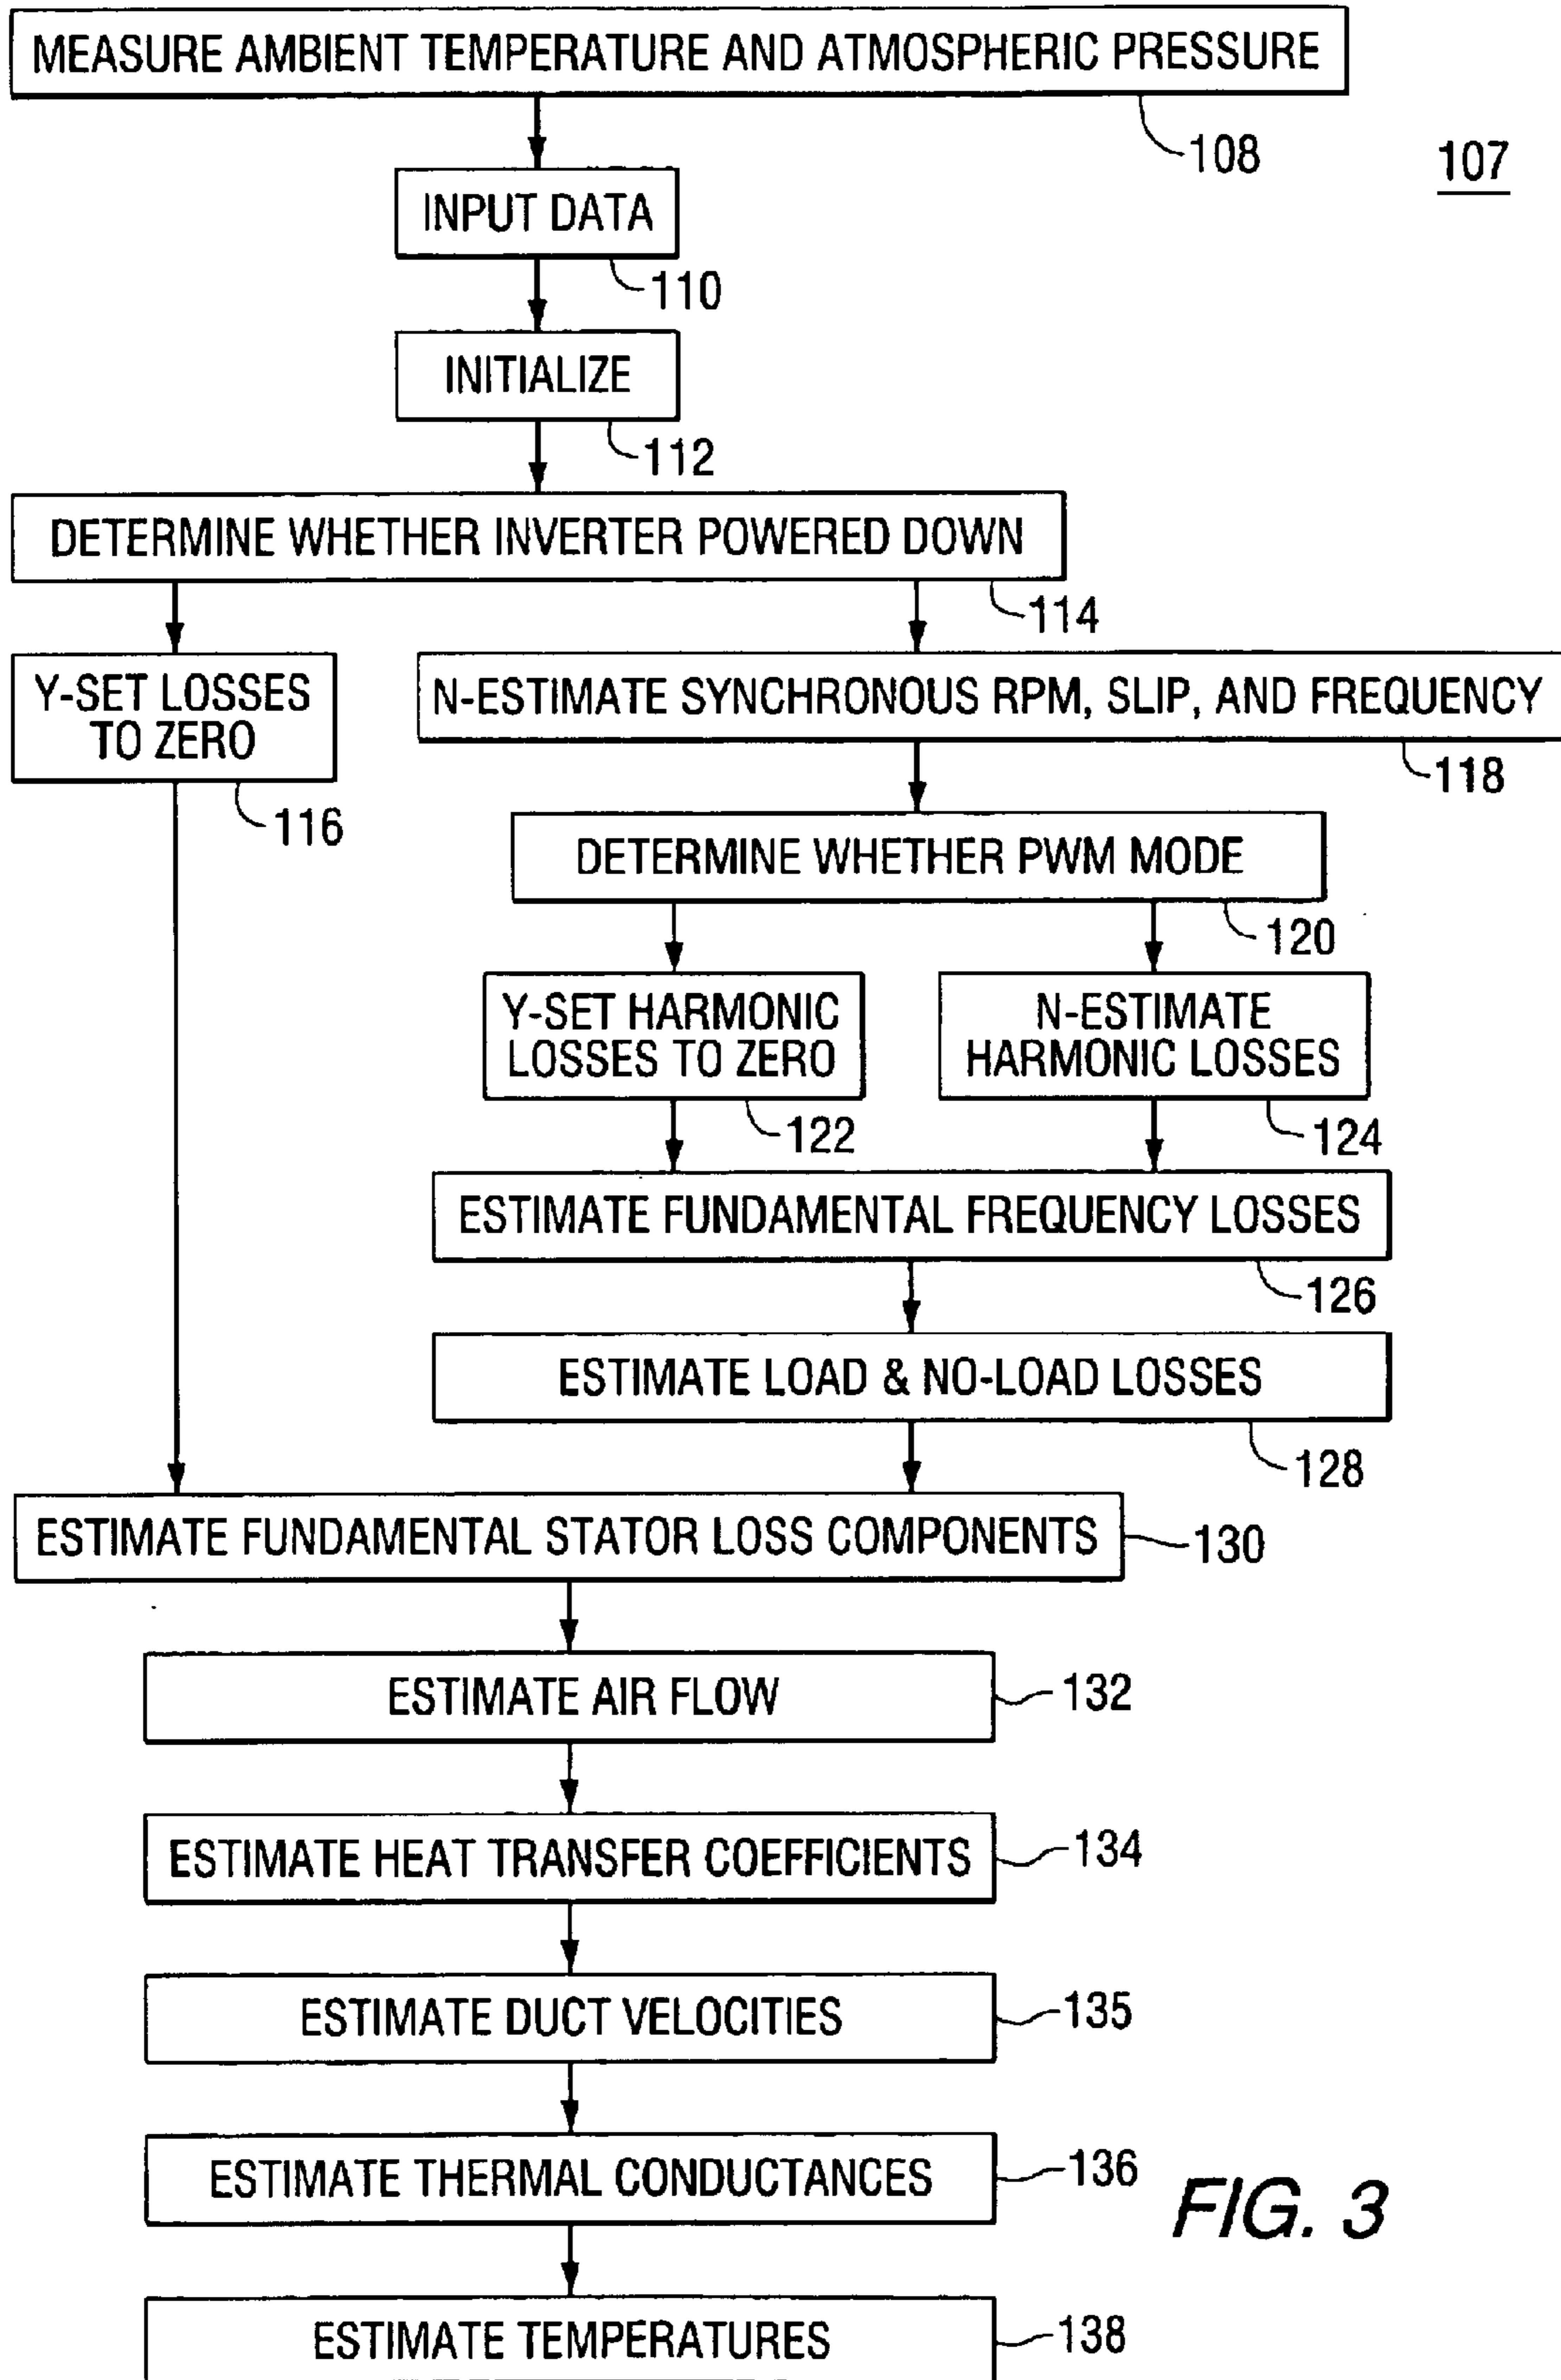 MEASURE AMBIENT TEMPERATURE AND ATMOSPHERIC PRESSURE
108
107
INPUT DATA
110
INITIALIZE
112
DETERMINE WHETHER INVERTER POWERED DOWN
114
Y-SET LOSSES
TO ZERO
116
N-ESTIMATE SYNCHRONOUS RPM, SLIP, AND FREQUENCY
118
DETERMINE WHETHER PWM MODE
120
Y-SET HARMONIC
LOSSES TO ZERO
122
N-ESTIMATE
HARMONIC LOSSES
124
ESTIMATE FUNDAMENTAL FREQUENCY LOSSES
126
ESTIMATE LOAD & NO-LOAD LOSSES
128
ESTIMATE FUNDAMENTAL STATOR LOSS COMPONENTS
130
ESTIMATE AIR FLOW
132
ESTIMATE HEAT TRANSFER COEFFICIENTS
134
ESTIMATE DUCT VELOCITIES
135
ESTIMATE THERMAL CONDUCTANCES
136
FIG. 3
ESTIMATE TEMPERATURES
138